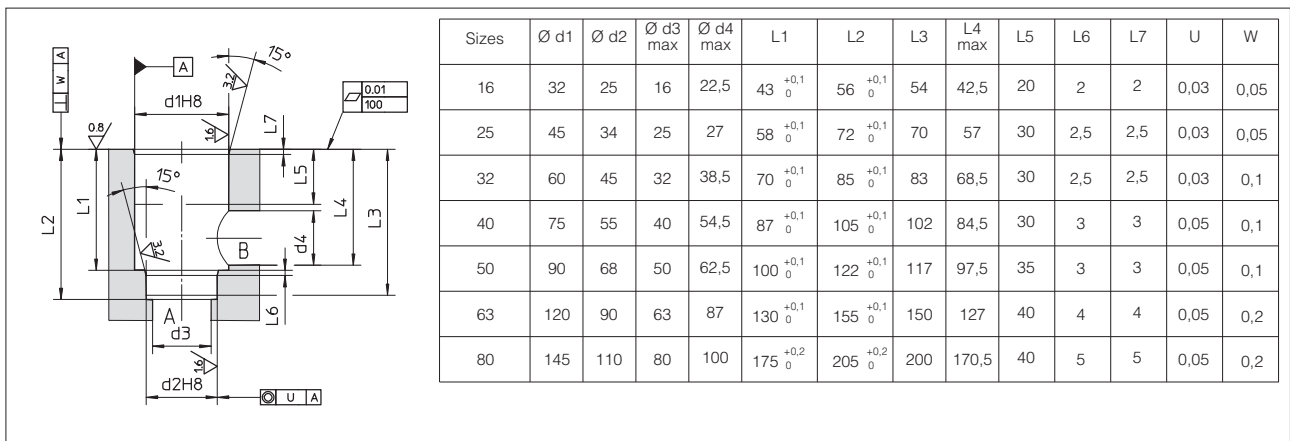 15°
A
W
⊥
A
3.2
0.01
100
d1H8
0.8
1.6
L7
15°
L5
L4
L3
L2
L1
d4
B
3.2
A
d3
L6
1.6
d2H8
◎ U A
Sizes Ø d1 Ø d2 Ø d3 max Ø d4 max L1 L2 L3 L4 max L5 L6 L7 U W
16 32 25 16 22,5 43 +0,1 0 56 +0,1 0 54 42,5 20 2 2 0,03 0,05
25 45 34 25 27 58 +0,1 0 72 +0,1 0 70 57 30 2,5 2,5 0,03 0,05
32 60 45 32 38,5 70 +0,1 0 85 +0,1 0 83 68,5 30 2,5 2,5 0,03 0,1
40 75 55 40 54,5 87 +0,1 0 105 +0,1 0 102 84,5 30 3 3 0,05 0,1
50 90 68 50 62,5 100 +0,1 0 122 +0,1 0 117 97,5 35 3 3 0,05 0,1
63 120 90 63 87 130 +0,1 0 155 +0,1 0 150 127 40 4 4 0,05 0,2
80 145 110 80 100 175 +0,2 0 205 +0,2 0 200 170,5 40 5 5 0,05 0,2